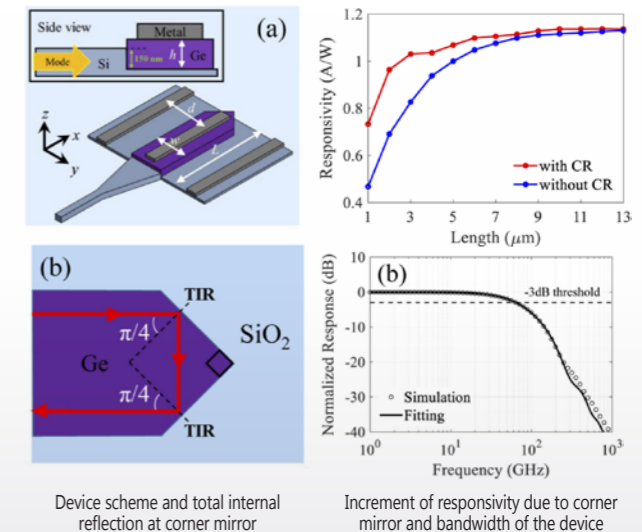 Side view
(a)
Metal
Mode
Si
150 nm
h
Ge
d
w
L
z
x
y
(b)
TIR
π/4
Ge
SiO2
π/4
TIR
Device scheme and total internal
reflection at corner mirror
Responsivity (A/W)
1.2
1
0.8
0.6
0.4
with CR
without CR
1 3 5 7 9 11 13
Length (μm)
(b)
Normalized Response (dB)
10
0
-10
-20
-30
-40
-3dB threshold
Simulation
Fitting
10^0 10^1 10^2 10^3
Frequency (GHz)
Increment of responsivity due to corner
mirror and bandwidth of the device